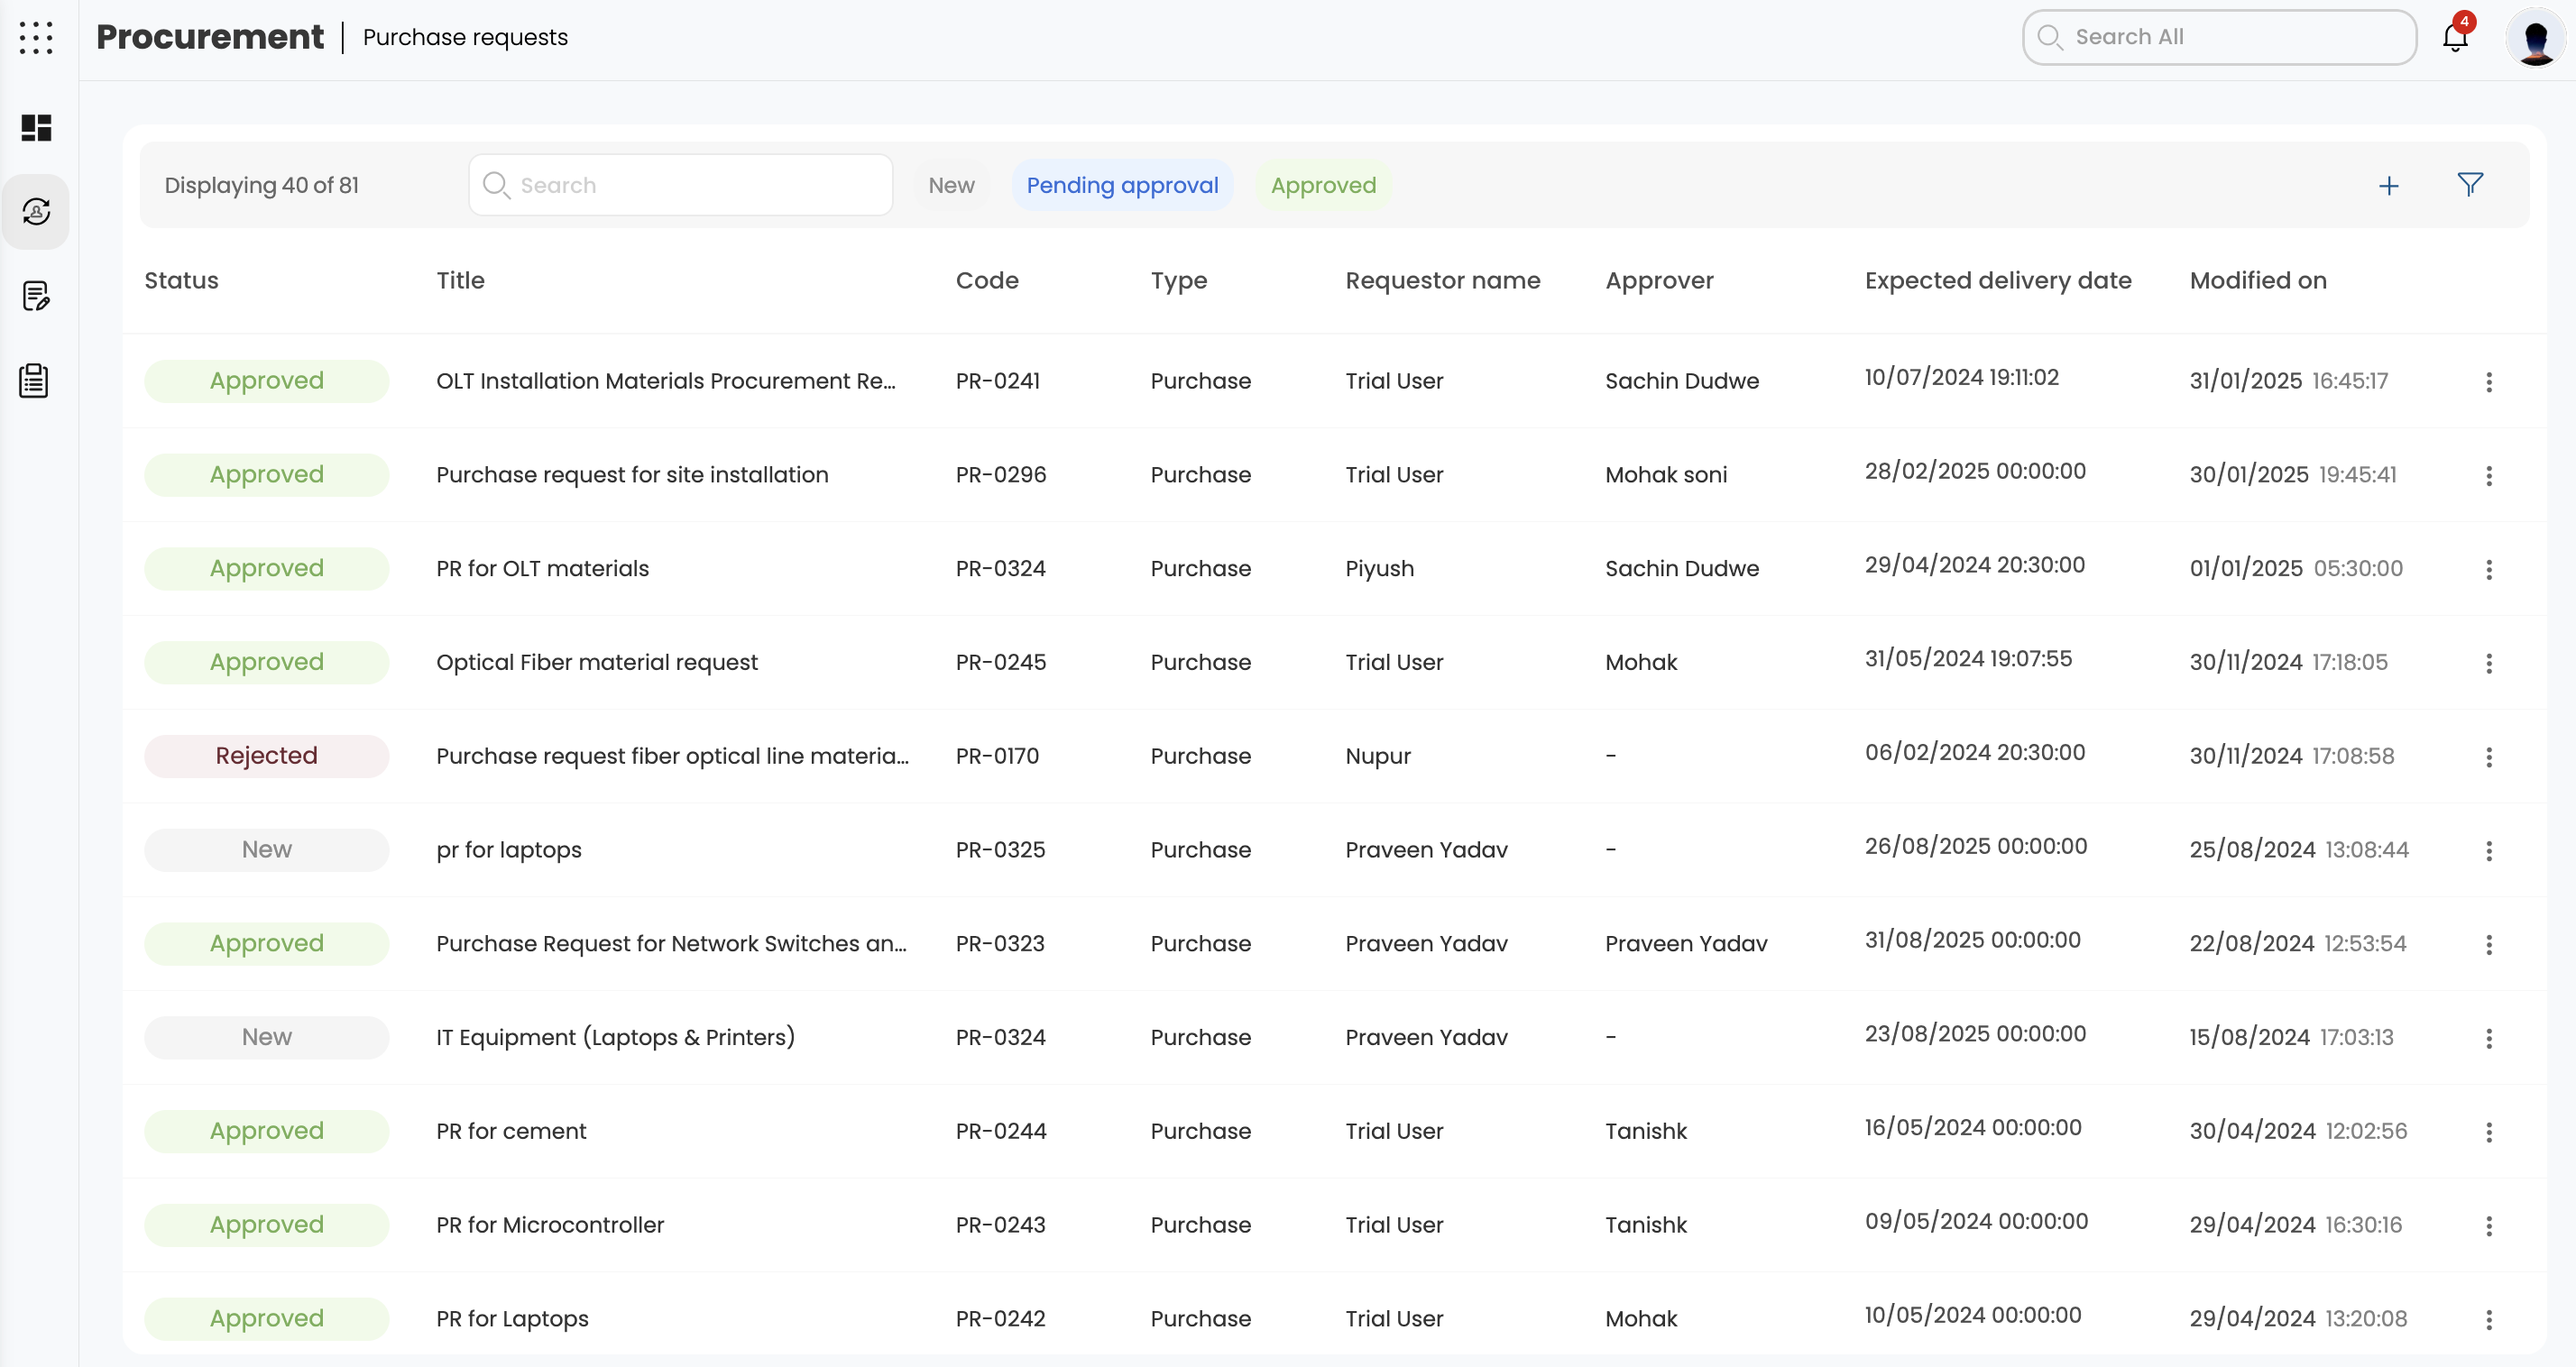 Procurement | Purchase requests Search All 4
Displaying 40 of 81 Search New Pending approval Approved
Status Title Code Type Requestor name Approver Expected delivery date Modified on
Approved OLT Installation Materials Procurement Re... PR-0241 Purchase Trial User Sachin Dudwe 10/07/2024 19:11:02 31/01/2025 16:45:17
Approved Purchase request for site installation PR-0296 Purchase Trial User Mohak soni 28/02/2025 00:00:00 30/01/2025 19:45:41
Approved PR for OLT materials PR-0324 Purchase Piyush Sachin Dudwe 29/04/2024 20:30:00 01/01/2025 05:30:00
Approved Optical Fiber material request PR-0245 Purchase Trial User Mohak 31/05/2024 19:07:55 30/11/2024 17:18:05
Rejected Purchase request fiber optical line materia... PR-0170 Purchase Nupur - 06/02/2024 20:30:00 30/11/2024 17:08:58
New pr for laptops PR-0325 Purchase Praveen Yadav - 26/08/2025 00:00:00 25/08/2024 13:08:44
Approved Purchase Request for Network Switches an... PR-0323 Purchase Praveen Yadav Praveen Yadav 31/08/2025 00:00:00 22/08/2024 12:53:54
New IT Equipment (Laptops & Printers) PR-0324 Purchase Praveen Yadav - 23/08/2025 00:00:00 15/08/2024 17:03:13
Approved PR for cement PR-0244 Purchase Trial User Tanishk 16/05/2024 00:00:00 30/04/2024 12:02:56
Approved PR for Microcontroller PR-0243 Purchase Trial User Tanishk 09/05/2024 00:00:00 29/04/2024 16:30:16
Approved PR for Laptops PR-0242 Purchase Trial User Mohak 10/05/2024 00:00:00 29/04/2024 13:20:08